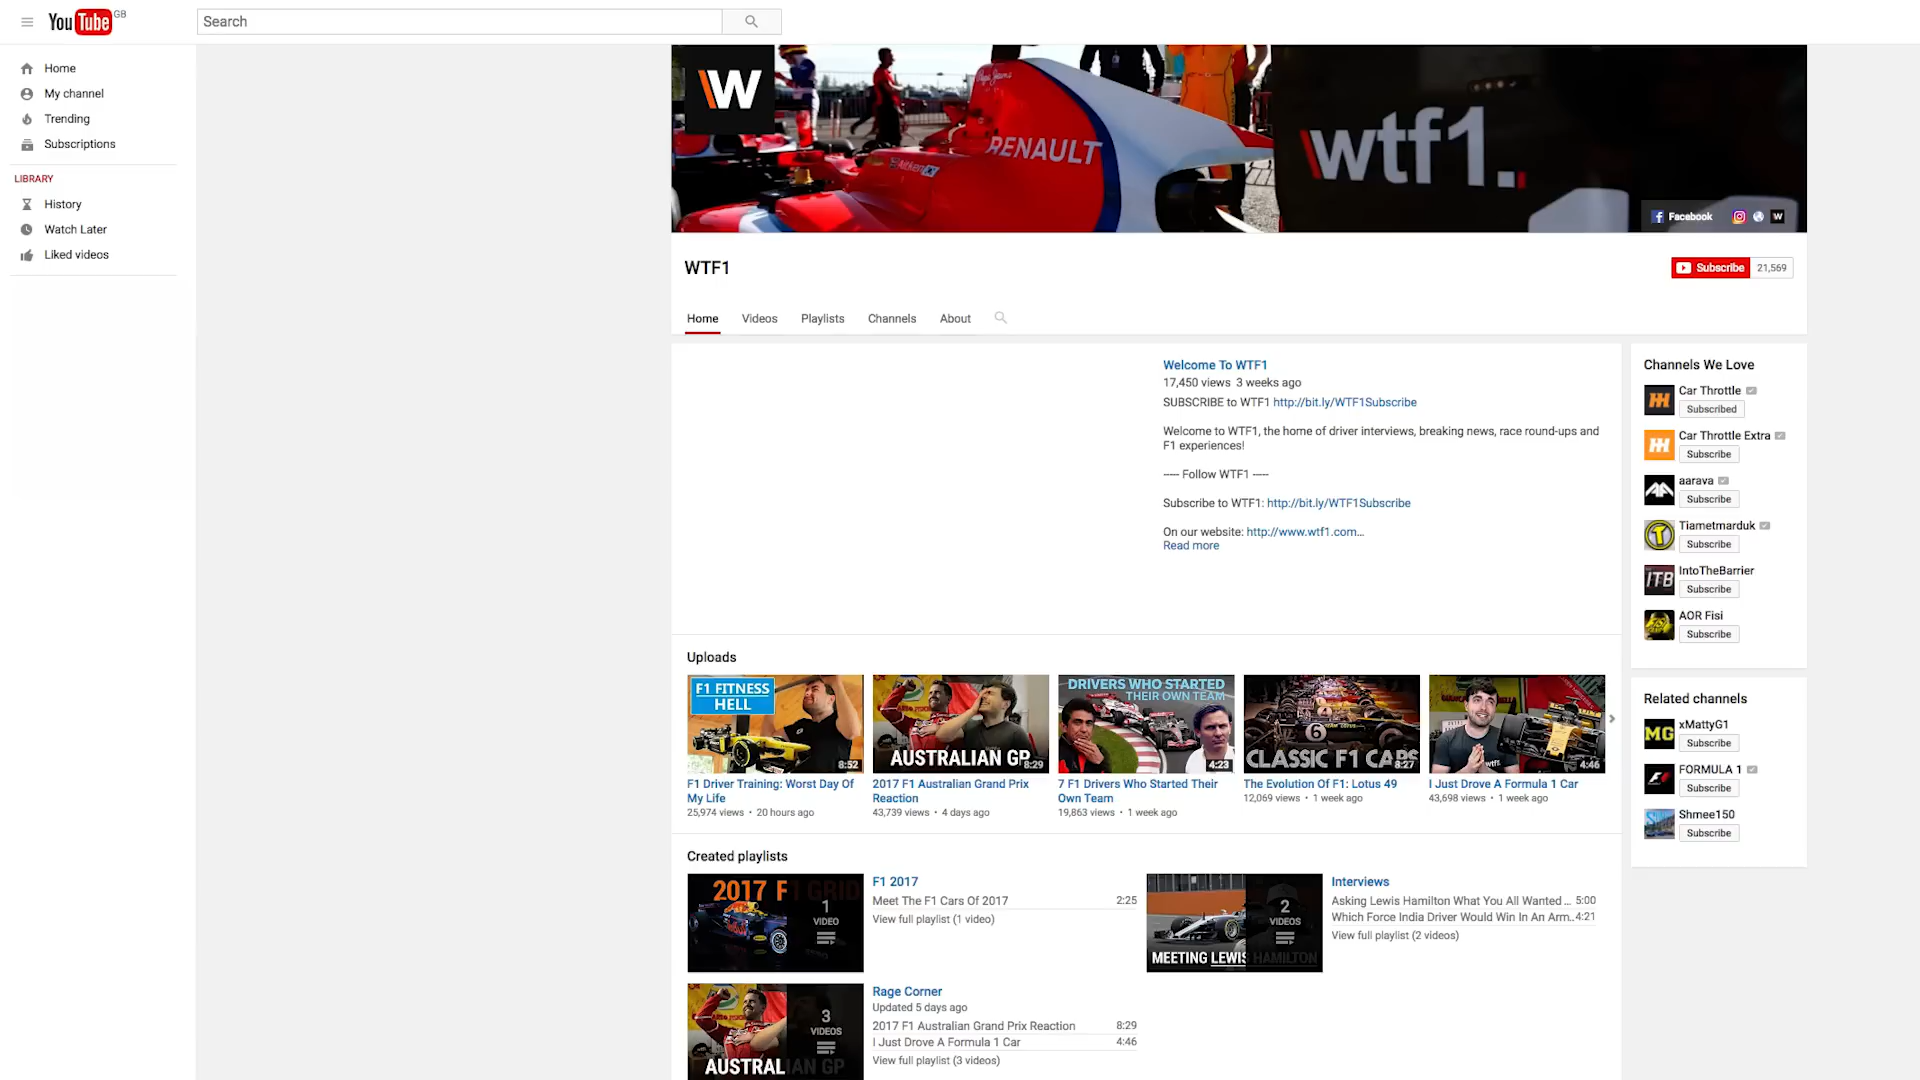 YouTube GB
Search
Home
My channel
Trending
Subscriptions
LIBRARY
History
Watch Later
Liked videos
W
RENAULT
wtf1.
Facebook
W
WTF1
Subscribe 21,569
Home Videos Playlists Channels About
Welcome To WTF1
17,450 views 3 weeks ago
SUBSCRIBE to WTF1 http://bit.ly/WTF1Subscribe
Welcome to WTF1, the home of driver interviews, breaking news, race round-ups and
F1 experiences!
----- Follow WTF1 -----
Subscribe to WTF1: http://bit.ly/WTF1Subscribe
On our website: http://www.wtf1.com...
Read more
Channels We Love
Car Throttle
Subscribed
Car Throttle Extra
Subscribe
aarava
Subscribe
Tiametmarduk
Subscribe
ITB
IntoTheBarrier
Subscribe
AOR Fisi
Subscribe
Related channels
MG
xMattyG1
Subscribe
FORMULA 1
Subscribe
Shmee150
Subscribe
Uploads
F1 FITNESS
HELL
8:52
F1 Driver Training: Worst Day Of
My Life
25,974 views • 20 hours ago
AUSTRALIAN GP
8:29
2017 F1 Australian Grand Prix
Reaction
43,739 views • 4 days ago
DRIVERS WHO STARTED
THEIR OWN TEAM
4:23
7 F1 Drivers Who Started Their
Own Team
19,863 views • 1 week ago
6
CLASSIC F1 CARS
8:27
The Evolution Of F1: Lotus 49
12,069 views • 1 week ago
4:46
I Just Drove A Formula 1 Car
43,698 views • 1 week ago
Created playlists
2017 F1 GRID
1
VIDEO
F1 2017
Meet The F1 Cars Of 2017 2:25
View full playlist (1 video)
2
VIDEOS
MEETING LEWIS HAMILTON
Interviews
Asking Lewis Hamilton What You All Wanted ... 5:00
Which Force India Driver Would Win In An Arm... 4:21
View full playlist (2 videos)
3
VIDEOS
AUSTRALIAN GP
Rage Corner
Updated 5 days ago
2017 F1 Australian Grand Prix Reaction 8:29
I Just Drove A Formula 1 Car 4:46
View full playlist (3 videos)